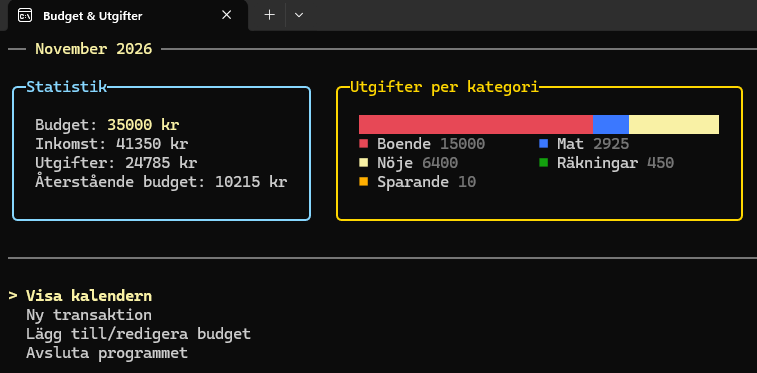 Budget & Utgifter
November 2026
Statistik
Budget: 35000 kr
Inkomst: 41350 kr
Utgifter: 24785 kr
Återstående budget: 10215 kr
Utgifter per kategori
Boende 15000
Mat 2925
Nöje 6400
Räkningar 450
Sparande 10
> Visa kalendern
Ny transaktion
Lägg till/redigera budget
Avsluta programmet